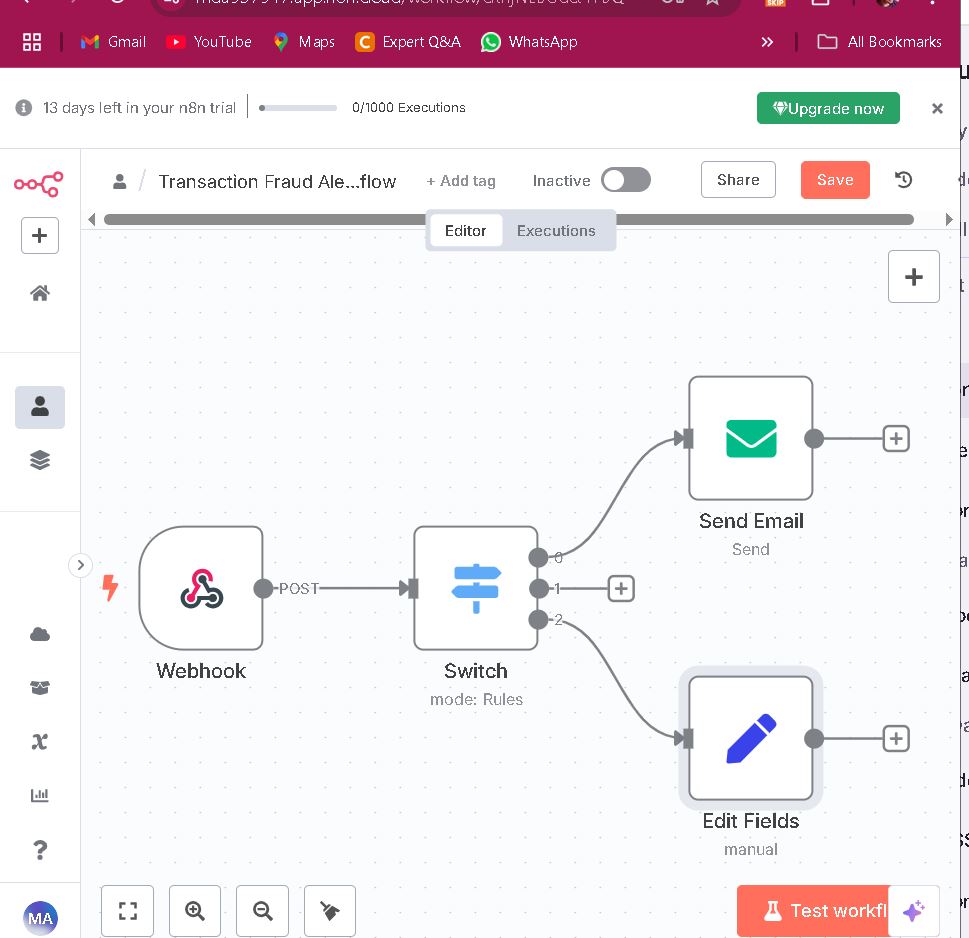 SKIP
Gmail
YouTube
Maps
C Expert Q&A
WhatsApp
»
All Bookmarks
13 days left in your n8n trial
0/1000 Executions
Upgrade now
Transaction Fraud Ale...flow
+ Add tag
Inactive
Share
Save
Editor
Executions
Send Email
Send
POST
0
1
2
Webhook
Switch
mode: Rules
Edit Fields
manual
MA
Test workfl